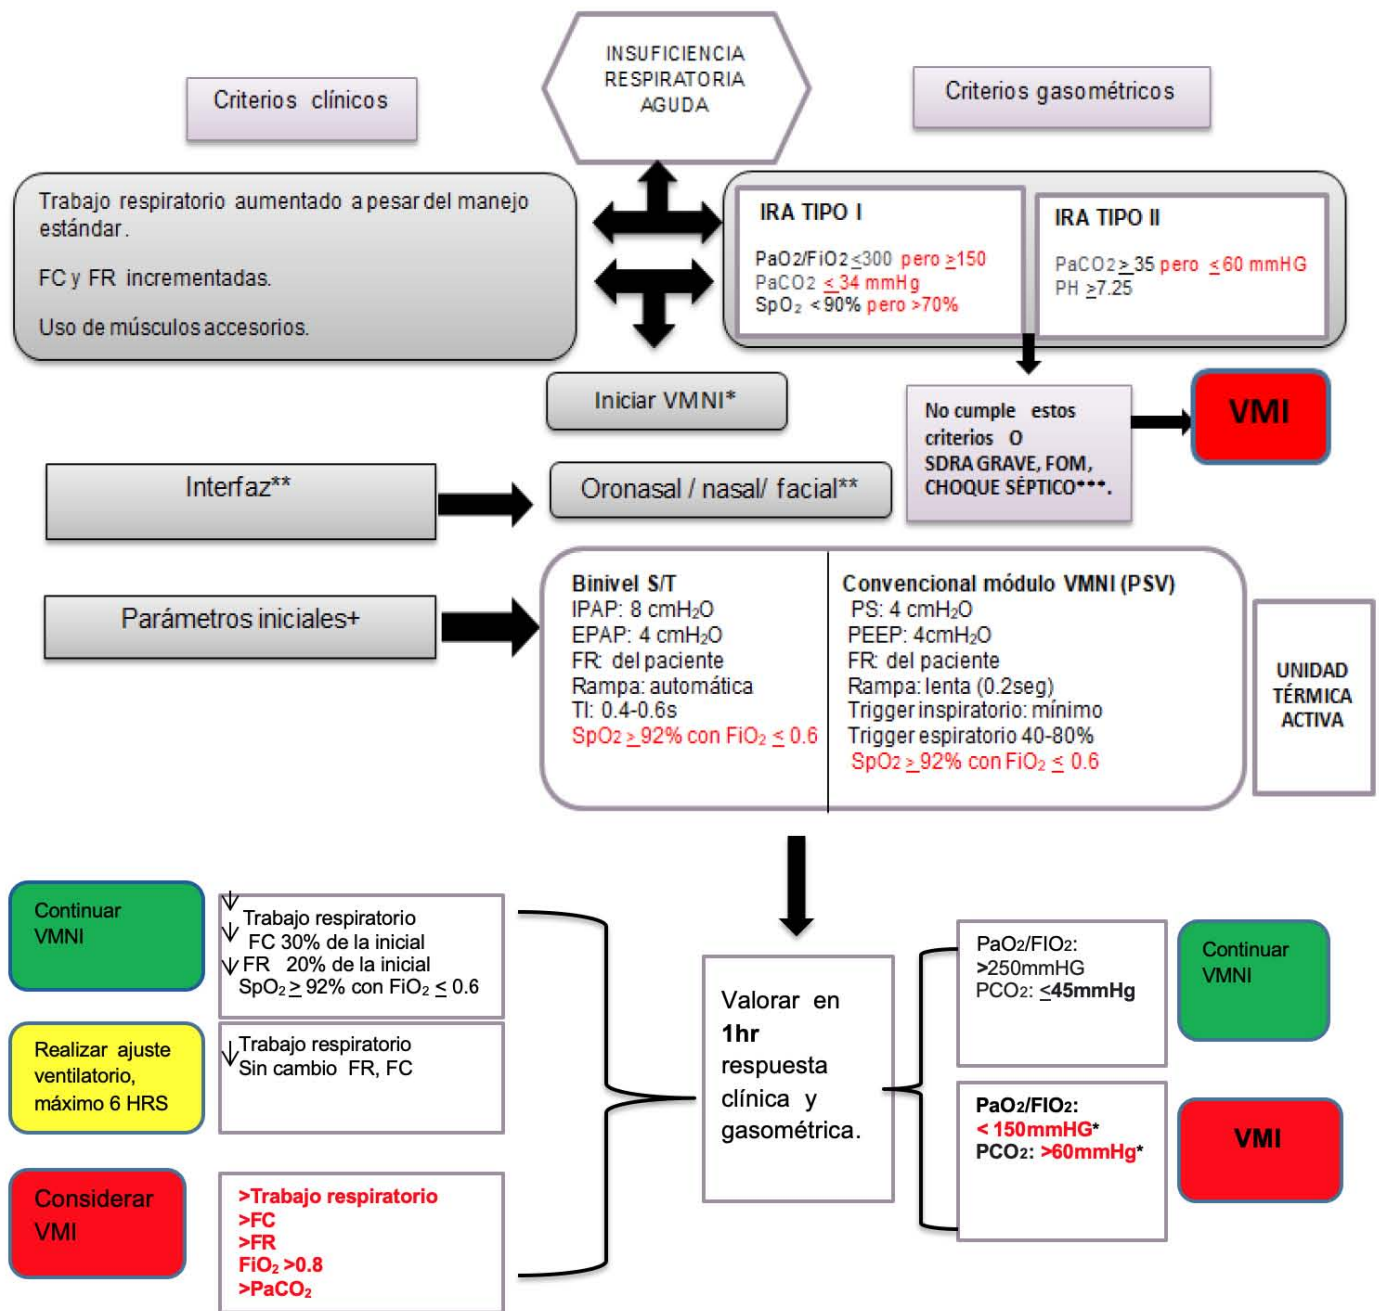 INSUFICIENCIA
RESPIRATORIA
AGUDA
Criterios clínicos
Criterios gasométricos
Trabajo respiratorio aumentado a pesar del manejo
estándar.
FC y FR incrementadas.
Uso de músculos accesorios.
IRA TIPO I
PaO2/FiO2 ≤300 pero ≥150
PaCO2 ≤ 34 mmHg
SpO2 <90% pero >70%
IRA TIPO II
PaCO2 ≥ 35 pero ≤ 60 mmHG
PH ≥7.25
Iniciar VMNI*
No cumple estos
criterios O
SDRA GRAVE, FOM,
CHOQUE SÉPTICO***.
VMI
Interfaz**
Oronasal / nasal/ facial**
Parámetros iniciales+
Binivel S/T
IPAP: 8 cmH2O
EPAP: 4 cmH2O
FR: del paciente
Rampa: automática
TI: 0.4-0.6s
SpO2 ≥92% con FiO2 ≤ 0.6
Convencional módulo VMNI (PSV)
PS: 4 cmH2O
PEEP: 4cmH2O
FR: del paciente
Rampa: lenta (0.2seg)
Trigger inspiratorio: mínimo
Trigger espiratorio 40-80%
SpO2 ≥92% con FiO2 ≤ 0.6
UNIDAD
TÉRMICA
ACTIVA
Continuar
VMNI
↓ Trabajo respiratorio
↓ FC 30% de la inicial
↓ FR 20% de la inicial
SpO2 ≥ 92% con FiO2 ≤ 0.6
Realizar ajuste
ventilatorio,
máximo 6 HRS
↓ Trabajo respiratorio
Sin cambio FR, FC
Considerar
VMI
>Trabajo respiratorio
>FC
>FR
FiO2 >0.8
>PaCO2
Valorar en
1hr
respuesta
clínica y
gasométrica.
PaO2/FIO2:
>250mmHG
PCO2: ≤45mmHg
Continuar
VMNI
PaO2/FIO2:
< 150mmHG*
PCO2: >60mmHg*
VMI